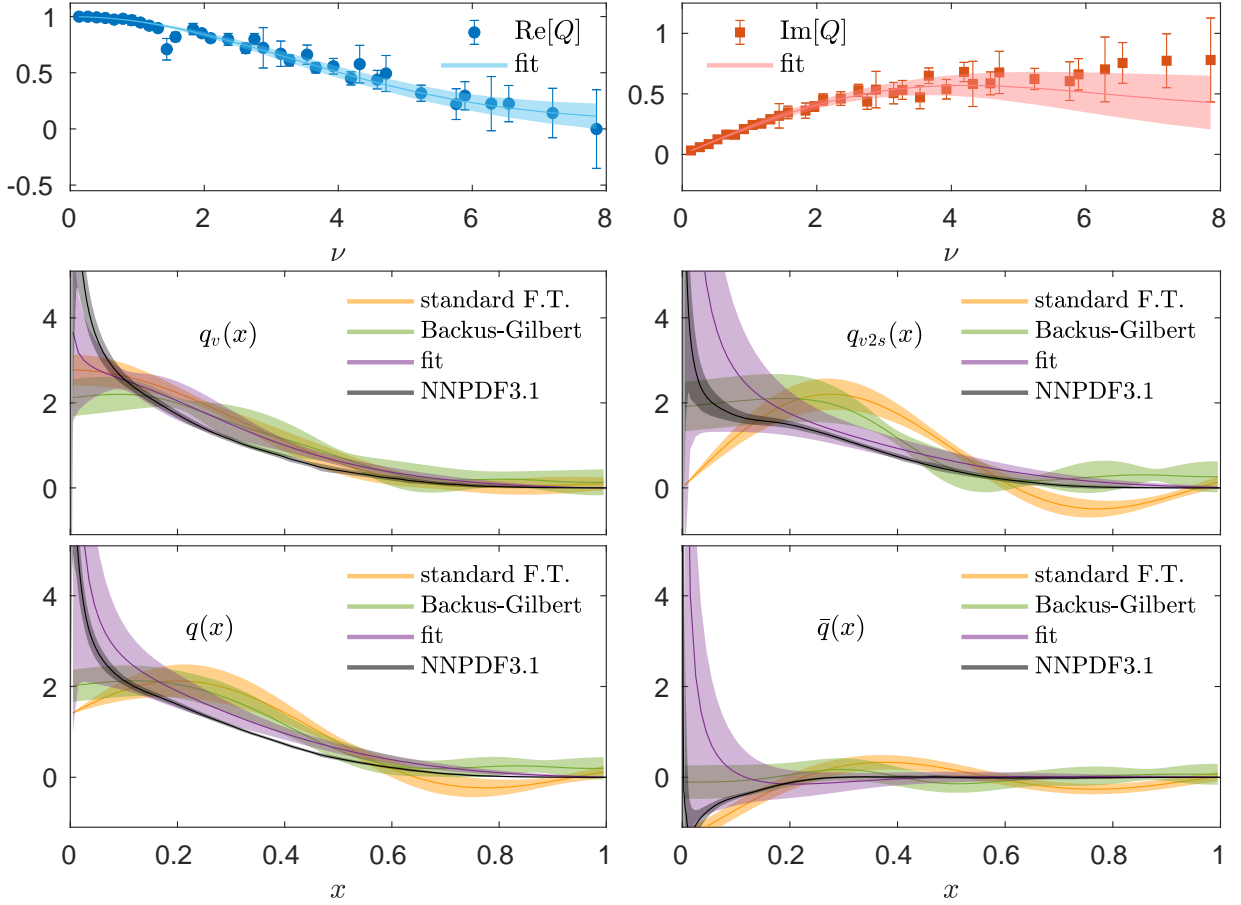 1
0.5
0
-0.5
Re[Q]
fit
0 2 4 6 8
ν
1
0.5
0
Im[Q]
fit
0 2 4 6 8
ν
4
2
0
q_v(x)
standard F.T.
Backus-Gilbert
fit
NNPDF3.1
4
2
0
q_{v2s}(x)
standard F.T.
Backus-Gilbert
fit
NNPDF3.1
4
2
0
q(x)
standard F.T.
Backus-Gilbert
fit
NNPDF3.1
0 0.2 0.4 0.6 0.8 1
x
4
2
0
q̄(x)
standard F.T.
Backus-Gilbert
fit
NNPDF3.1
0 0.2 0.4 0.6 0.8 1
x